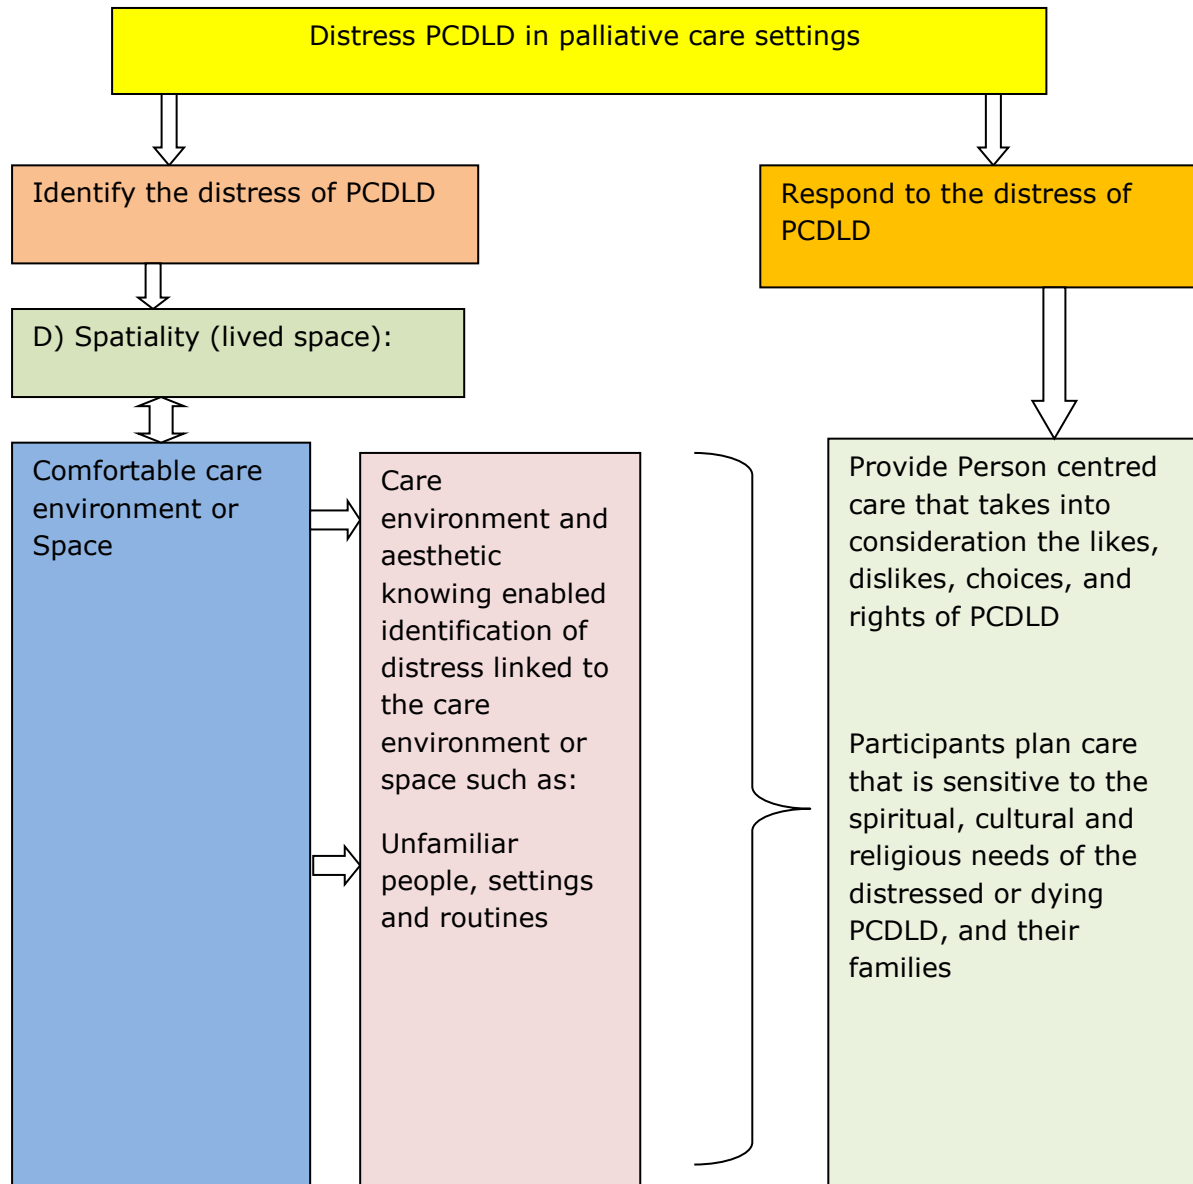 Distress PCDLD in palliative care settings
Identify the distress of PCDLD
Respond to the distress of
PCDLD
D) Spatiality (lived space):
Comfortable care
environment or
Space
Care
environment and
aesthetic
knowing enabled
identification of
distress linked to
the care
environment or
space such as:
Unfamiliar
people, settings
and routines
Provide Person centred
care that takes into
consideration the likes,
dislikes, choices, and
rights of PCDLD
Participants plan care
that is sensitive to the
spiritual, cultural and
religious needs of the
distressed or dying
PCDLD, and their
families